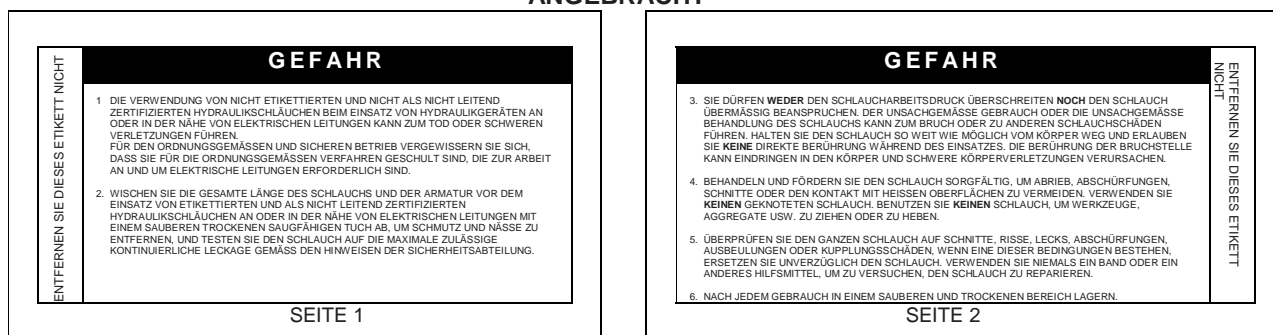 ANGEBRACHT
ENTFERNEN SIE DIESES ETIKETT NICHT
GEFAHR
1 DIE VERWENDUNG VON NICHT ETIKETTIERTEN UND NICHT ALS NICHT LEITEND
ZERTIFIZIERTEN HYDRAULIKSCHLÄUCHEN BEIM EINSATZ VON HYDRAULIKGERÄTEN AN
ODER IN DER NÄHE VON ELEKTRISCHEN LEITUNGEN KANN ZUM TOD ODER SCHWEREN
VERLETZUNGEN FÜHREN.
FÜR DEN ORDNUNGSGEMÄSSEN UND SICHEREN BETRIEB VERGEWISSERN SIE SICH,
DASS SIE FÜR DIE ORDNUNGSGEMÄSSEN VERFAHREN GESCHULT SIND, DIE ZUR ARBEIT
AN UND UM ELEKTRISCHE LEITUNGEN ERFORDERLICH SIND.
2. WISCHEN SIE DIE GESAMTE LÄNGE DES SCHLAUCHS UND DER ARMATUR VOR DEM
EINSATZ VON ETIKETTIERTEN UND ALS NICHT LEITEND ZERTIFIZIERTEN
HYDRAULIKSCHLÄUCHEN AN ODER IN DER NÄHE VON ELEKTRISCHEN LEITUNGEN MIT
EINEM SAUBEREN TROCKENEN SAUGFÄHIGEN TUCH AB, UM SCHMUTZ UND NÄSSE ZU
ENTFERNEN, UND TESTEN SIE DEN SCHLAUCH AUF DIE MAXIMALE ZULÄSSIGE
KONTINUIERLICHE LECKAGE GEMÄSS DEN HINWEISEN DER SICHERHEITSABTEILUNG.
SEITE 1
GEFAHR
3. SIE DÜRFEN WEDER DEN SCHLAUCHARBEITSDRUCK ÜBERSCHREITEN NOCH DEN SCHLAUCH
ÜBERMÄSSIG BEANSPRUCHEN. DER UNSACHGEMÄSSE GEBRAUCH ODER DIE UNSACHGEMÄSSE
BEHANDLUNG DES SCHLAUCHS KANN ZUM BRUCH ODER ZU ANDEREN SCHLAUCHSCHÄDEN
FÜHREN. HALTEN SIE DEN SCHLAUCH SO WEIT WIE MÖGLICH VOM KÖRPER WEG UND ERLAUBEN
SIE KEINE DIREKTE BERÜHRUNG WÄHREND DES EINSATZES. DIE BERÜHRUNG DER BRUCHSTELLE
KANN EINDRINGEN IN DEN KÖRPER UND SCHWERE KÖRPERVERLETZUNGEN VERURSACHEN.
4. BEHANDELN UND FÖRDERN SIE DEN SCHLAUCH SORGFÄLTIG, UM ABRIEB, ABSCHÜRFUNGEN,
SCHNITTE ODER DEN KONTAKT MIT HEISSEN OBERFLÄCHEN ZU VERMEIDEN. VERWENDEN SIE
KEINEN GEKNOTETEN SCHLAUCH. BENUTZEN SIE KEINEN SCHLAUCH, UM WERKZEUGE,
AGGREGATE USW. ZU ZIEHEN ODER ZU HEBEN.
5. ÜBERPRÜFEN SIE DEN GANZEN SCHLAUCH AUF SCHNITTE, RISSE, LECKS, ABSCHÜRFUNGEN,
AUSBEULUNGEN ODER KUPPLUNGSSCHÄDEN, WENN EINE DIESER BEDINGUNGEN BESTEHEN,
ERSETZEN SIE UNVERZÜGLICH DEN SCHLAUCH. VERWENDEN SIE NIEMALS EIN BAND ODER EIN
ANDERES HILFSMITTEL, UM ZU VERSUCHEN, DEN SCHLAUCH ZU REPARIEREN.
6. NACH JEDEM GEBRAUCH IN EINEM SAUBEREN UND TROCKENEN BEREICH LAGERN.
ENTFERNEN SIE DIESES ETIKETT
NICHT
SEITE 2